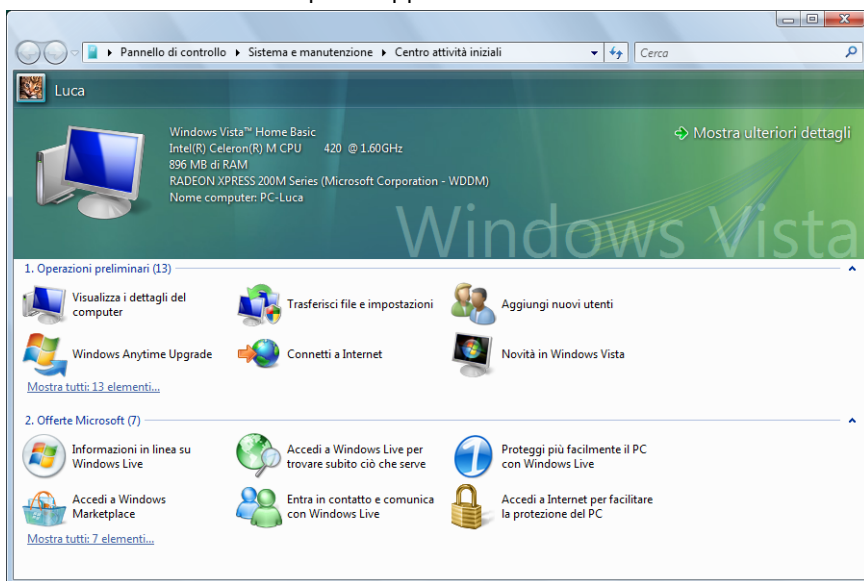 Pannello di controllo ▸ Sistema e manutenzione ▸ Centro attività iniziali
Cerca
Luca
Windows Vista™ Home Basic
Intel(R) Celeron(R) M CPU 420 @ 1.60GHz
896 MB di RAM
RADEON XPRESS 200M Series (Microsoft Corporation - WDDM)
Nome computer: PC-Luca
Mostra ulteriori dettagli
Windows Vista
1. Operazioni preliminari (13)
Visualizza i dettagli del
computer
Trasferisci file e impostazioni
Aggiungi nuovi utenti
Windows Anytime Upgrade
Connetti a Internet
Novità in Windows Vista
Mostra tutti: 13 elementi...
2. Offerte Microsoft (7)
Informazioni in linea su
Windows Live
Accedi a Windows Live per
trovare subito ciò che serve
Proteggi più facilmente il PC
con Windows Live
Accedi a Windows
Marketplace
Entra in contatto e comunica
con Windows Live
Accedi a Internet per facilitare
la protezione del PC
Mostra tutti: 7 elementi...